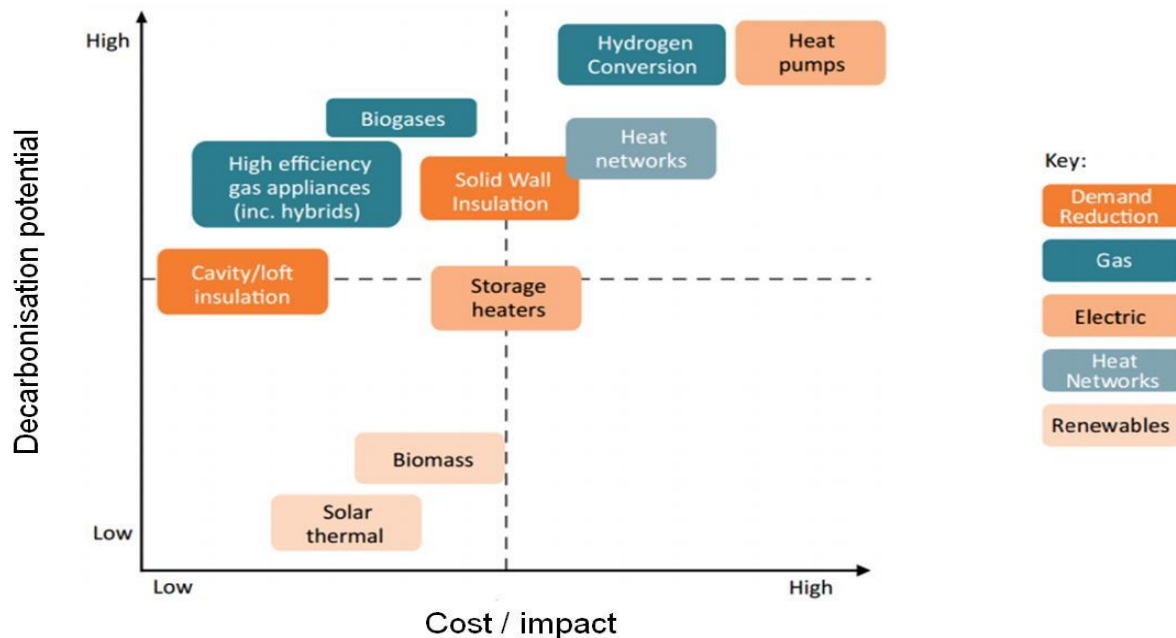 High
Hydrogen
Conversion
Heat
pumps
Biogases
Heat
networks
High efficiency
gas appliances
(inc. hybrids)
Solid Wall
Insulation
Cavity/loft
insulation
Storage
heaters
Biomass
Solar
thermal
Low
Low
High
Decarbonisation potential
Cost / impact
Key:
Demand
Reduction
Gas
Electric
Heat
Networks
Renewables